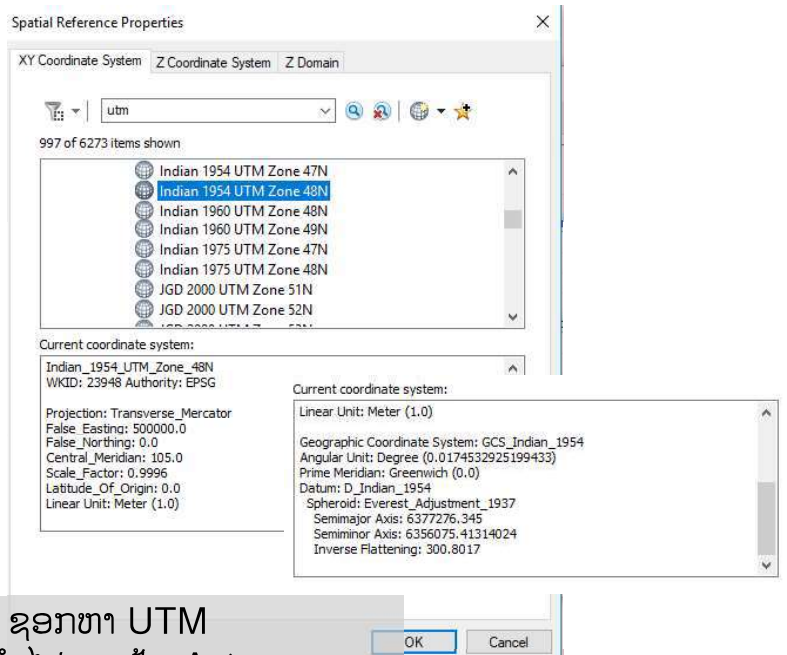 Spatial Reference Properties
XY Coordinate System Z Coordinate System Z Domain
utm
997 of 6273 items shown
Indian 1954 UTM Zone 47N
Indian 1954 UTM Zone 48N
Indian 1960 UTM Zone 48N
Indian 1960 UTM Zone 49N
Indian 1975 UTM Zone 47N
Indian 1975 UTM Zone 48N
JGD 2000 UTM Zone 51N
JGD 2000 UTM Zone 52N
Current coordinate system:
Indian_1954_UTM_Zone_48N
WKID: 23948 Authority: EPSG
Projection: Transverse_Mercator
False_Easting: 500000.0
False_Northing: 0.0
Central_Meridian: 105.0
Scale_Factor: 0.9996
Latitude_Of_Origin: 0.0
Linear Unit: Meter (1.0)
Current coordinate system:
Linear Unit: Meter (1.0)
Geographic Coordinate System: GCS_Indian_1954
Angular Unit: Degree (0.0174532925199433)
Prime Meridian: Greenwich (0.0)
Datum: D_Indian_1954
Spheroid: Everest_Adjustment_1937
Semimajor Axis: 6377276.345
Semiminor Axis: 6356075.41314024
Inverse Flattening: 300.8017
ຊອກຫາ UTM
OK Cancel